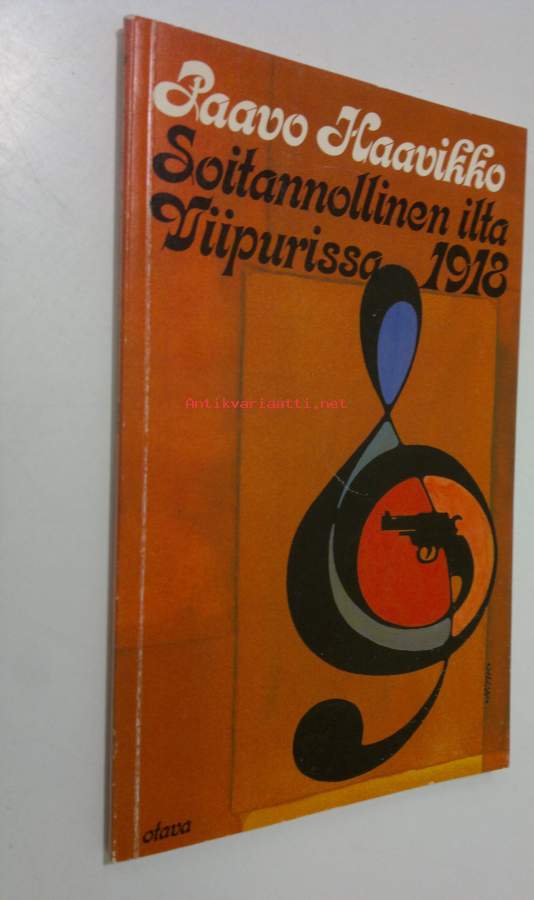 Paavo Haavikko
Soitannollinen ilta
Viipurissa 1918
Antikvariaatti.net
otava